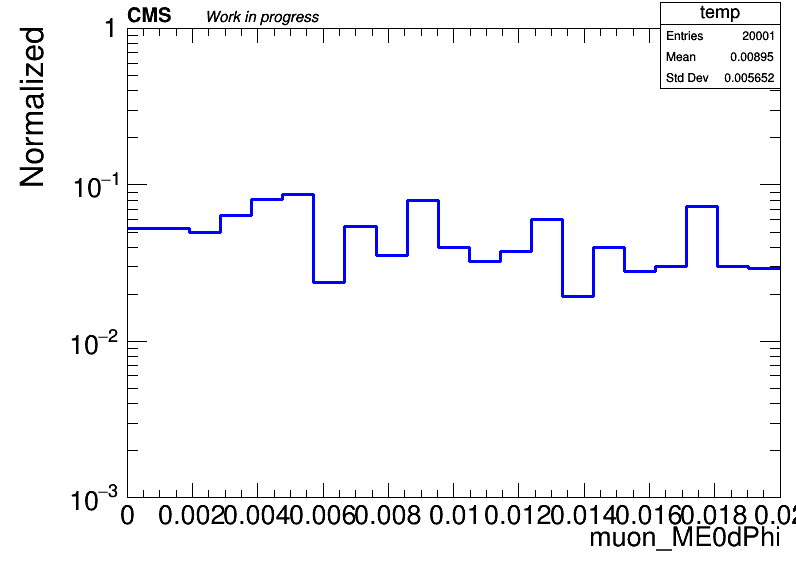 CMS Work in progress
temp
Entries 20001
Mean 0.00895
Std Dev 0.005652
Normalized
1
10−1
10−2
10−3
0 0.002 0.004 0.006 0.008 0.01 0.012 0.014 0.016 0.018 0.02
muon_ME0dPhi